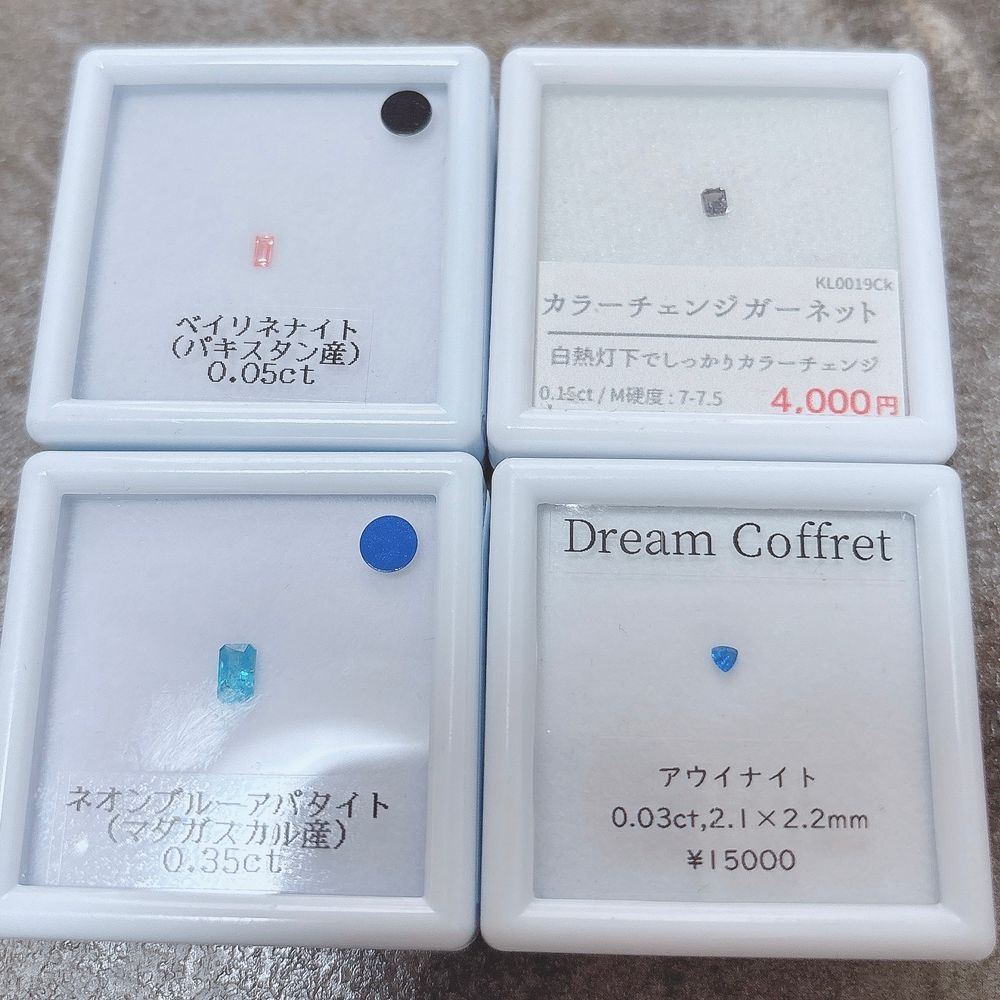 ベイリネナイト
(パキスタン産)
0.05ct
KL0019Ck
カラーチェンジガーネット
白熱灯下でしっかりカラーチェンジ
0.15ct / M硬度 : 7-7.5
4,000円
ネオンブルーアパタイト
(マダガスカル産)
0.35ct
Dream Coffret
アウイナイト
0.03ct,2.1×2.2mm
¥15000